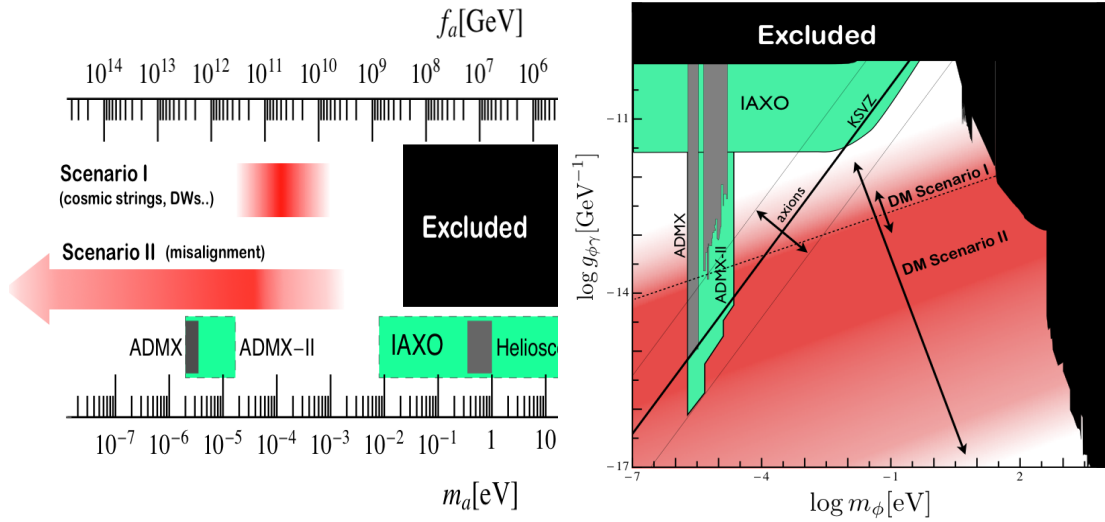 f_a[GeV]
10^14 10^13 10^12 10^11 10^10 10^9 10^8 10^7 10^6
Scenario I
(cosmic strings, DWs..)
Scenario II (misalignment)
Excluded
ADMX
ADMX-II
IAXO
Heliosc
10^-7 10^-6 10^-5 10^-4 10^-3 10^-2 10^-1 1 10
m_a[eV]
Excluded
IAXO
KSVZ
axions
ADMX
ADMX-II
DM Scenario I
DM Scenario II
log g_ϕγ[GeV^-1]
-11
-14
-17
-7 -4 -1 2
log m_ϕ[eV]